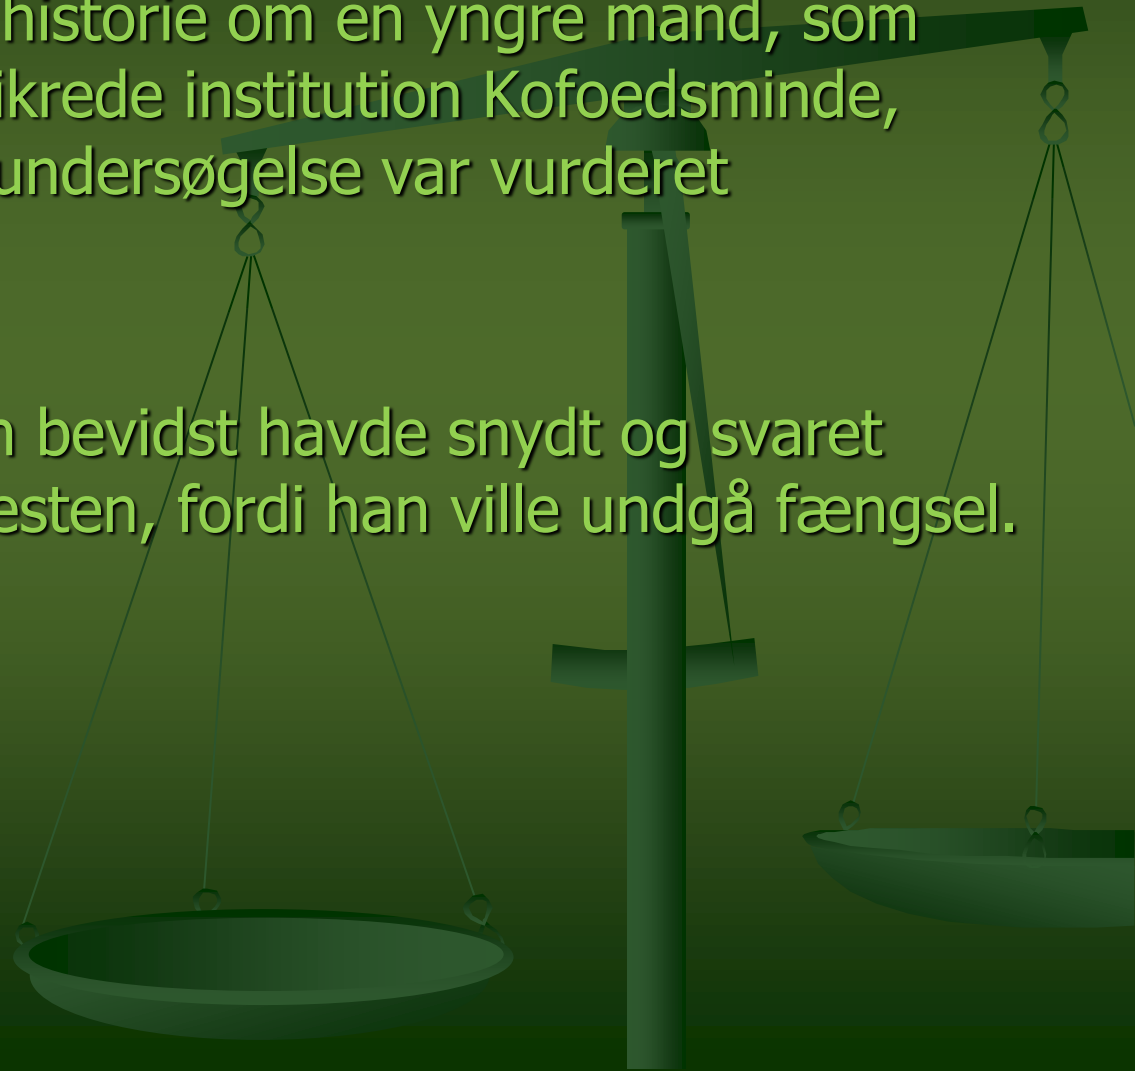 historie om en yngre mand, som
ikrede institution Kofoedsminde,
undersøgelse var vurderet
n bevidst havde snydt og svaret
esten, fordi han ville undgå fængsel.